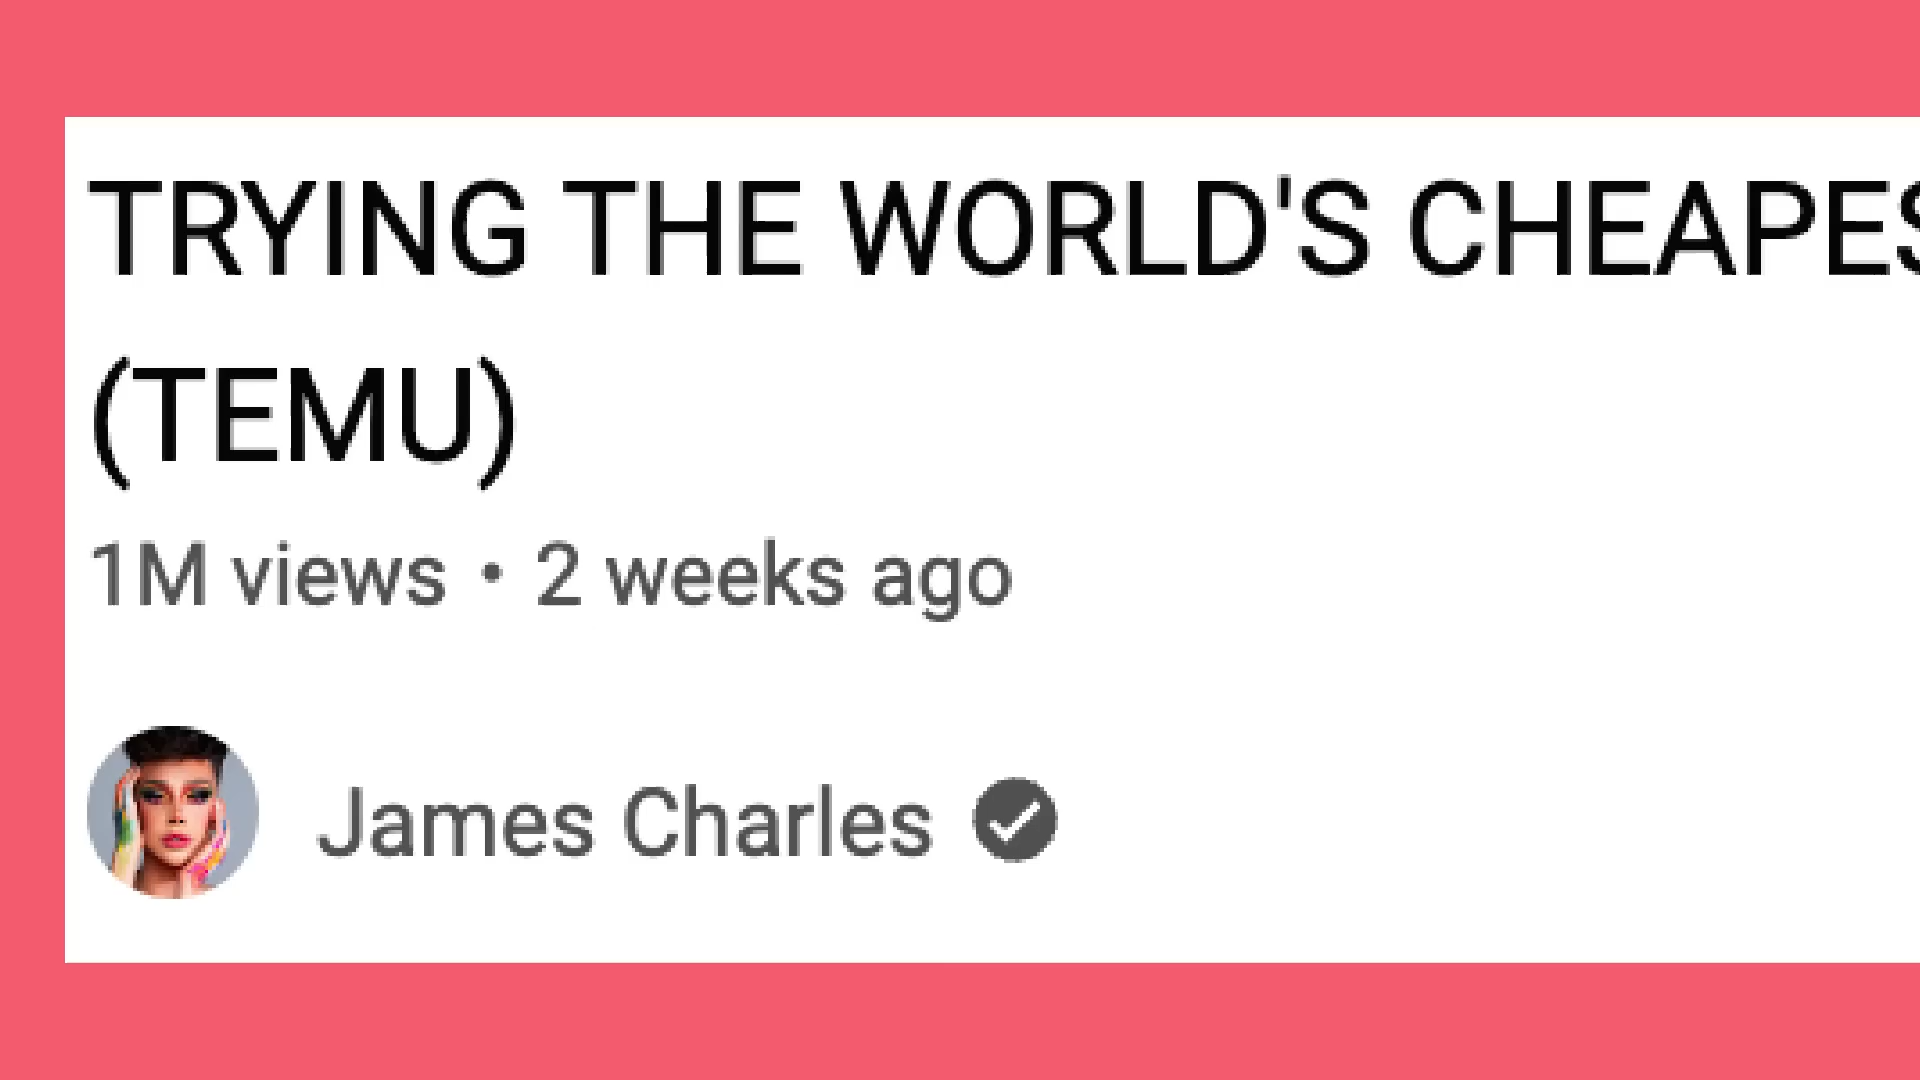 TRYING THE WORLD'S CHEAPES
(TEMU)
1M views • 2 weeks ago
James Charles